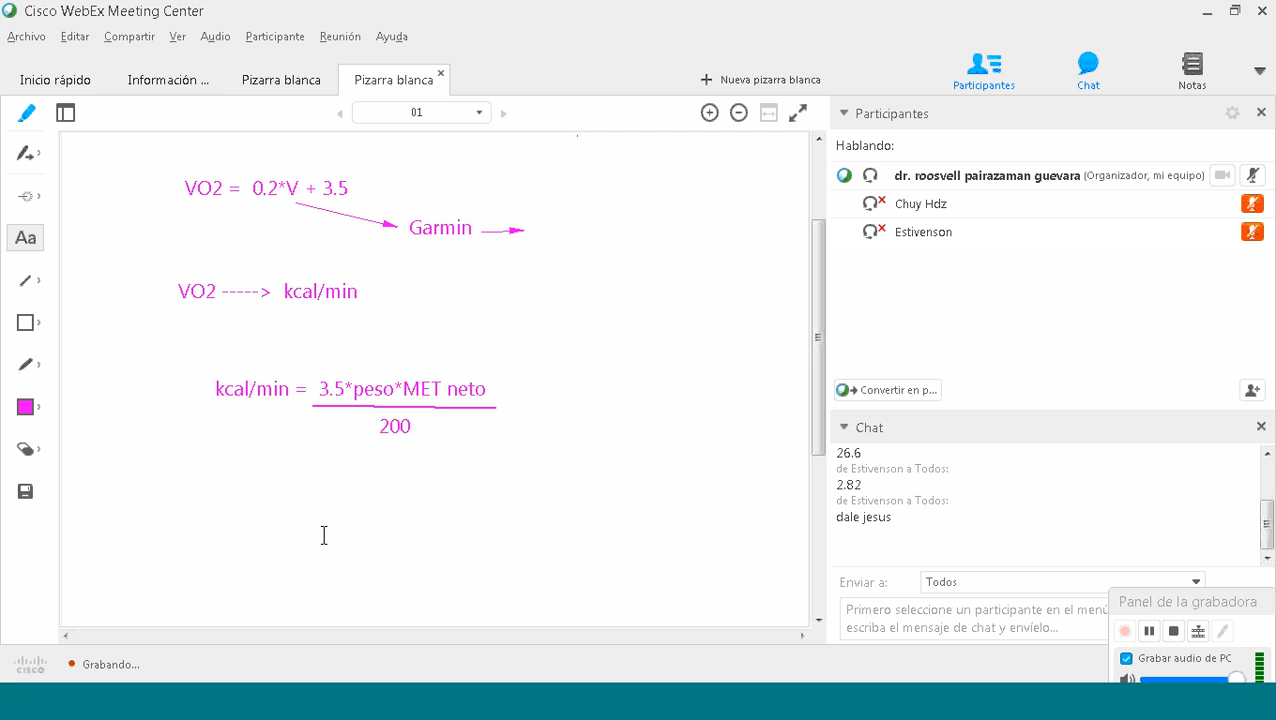 Cisco WebEx Meeting Center
Archivo Editar Compartir Ver Audio Participante Reunión Ayuda
Inicio rápido Información ... Pizarra blanca Pizarra blanca Nueva pizarra blanca
Participantes Chat Notas
01
Participantes
Hablando:
dr. roosvell pairazaman guevara (Organizador, mi equipo)
Chuy Hdz
Estivenson
VO2 = 0.2*V + 3.5
Garmin
VO2 -----> kcal/min
kcal/min = 3.5*peso*MET neto
200
Aa
Convertir en p...
Chat
26.6
de Estivenson a Todos:
2.82
de Estivenson a Todos:
dale jesus
Enviar a: Todos
Primero seleccione un participante en el menú
escriba el mensaje de chat y envíelo...
Panel de la grabadora
Grabar audio de PC
cisco
Grabando...